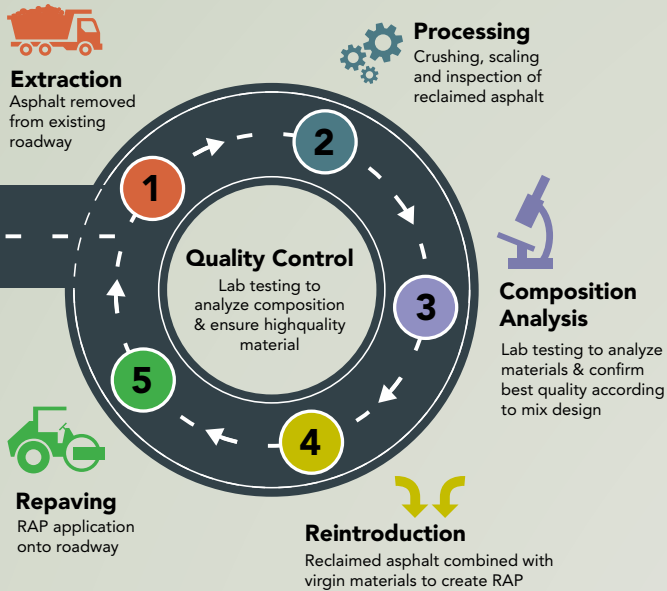 Extraction
Asphalt removed
from existing
roadway
1
2
Processing
Crushing, scaling
and inspection of
reclaimed asphalt
3
Composition
Analysis
Lab testing to analyze
materials & confirm
best quality according
to mix design
4
Reintroduction
Reclaimed asphalt combined with
virgin materials to create RAP
5
Repaving
RAP application
onto roadway
Quality Control
Lab testing to
analyze composition
& ensure highquality
material